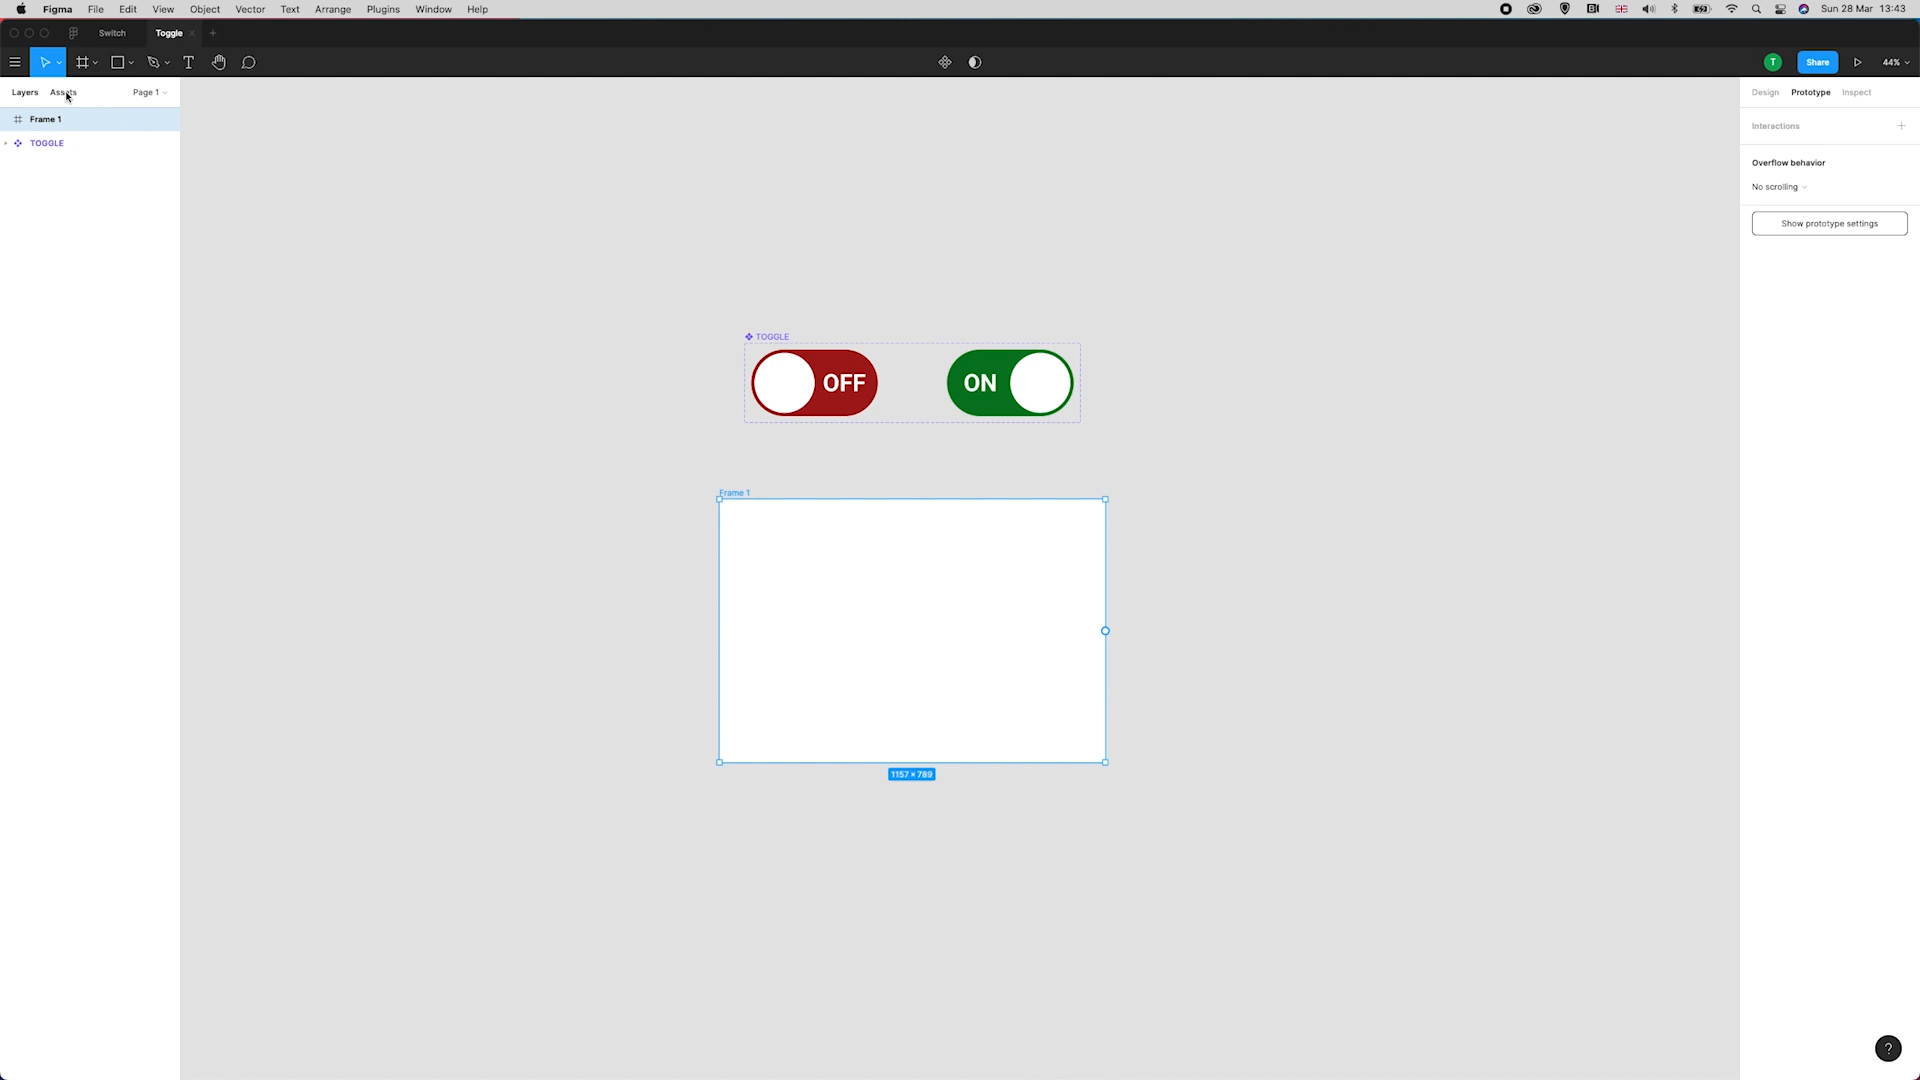 Figma File Edit View Object Vector Text Arrange Plugins Window Help Sun 28 Mar 13:43
Switch Toggle
T Share 44%
Layers Assets Page 1
Design Prototype Inspect
Frame 1
TOGGLE
Interactions
Overflow behavior
No scrolling
Show prototype settings
TOGGLE
OFF ON
Frame 1
1157 × 789
?